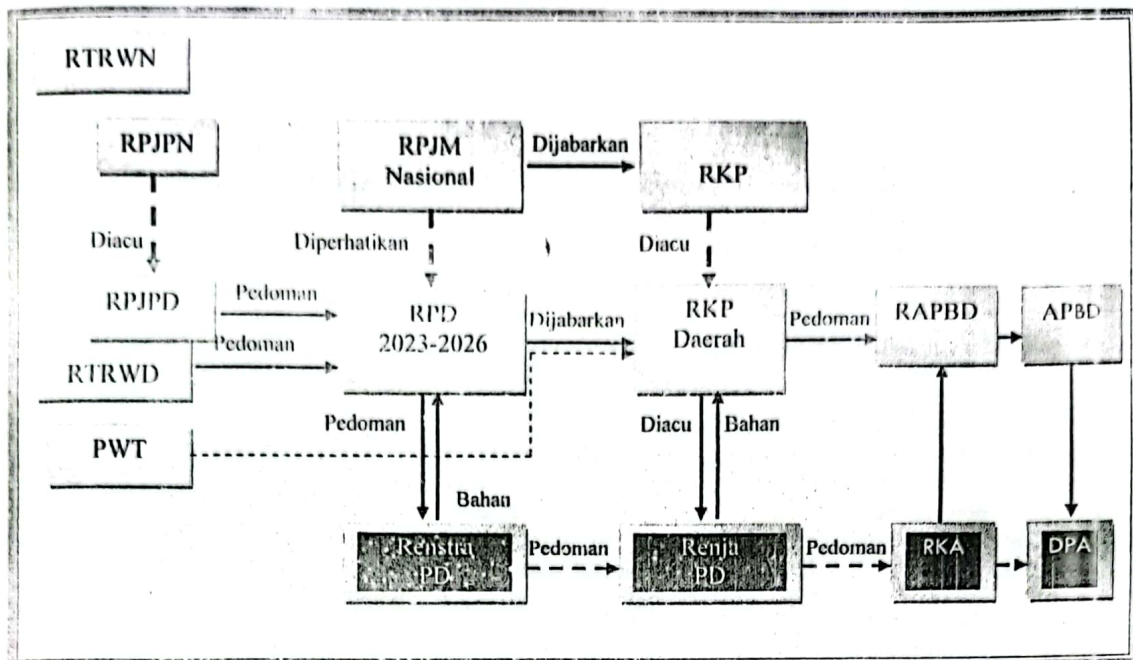 RTRWN
RPJPN
RPJM
Nasional
Dijabarkan
RKP
Diacu
Diperhatikan
Diacu
RPJPD
Pedoman
RPD
2023-2026
Dijabarkan
RKP
Daerah
Pedoman
RAPBD
APBD
Pedoman
RTRWD
PWT
Pedoman
Bahan
Diacu
Bahan
Renstra
PD
Pedoman
Renja
PD
Pedoman
RKA
DPA